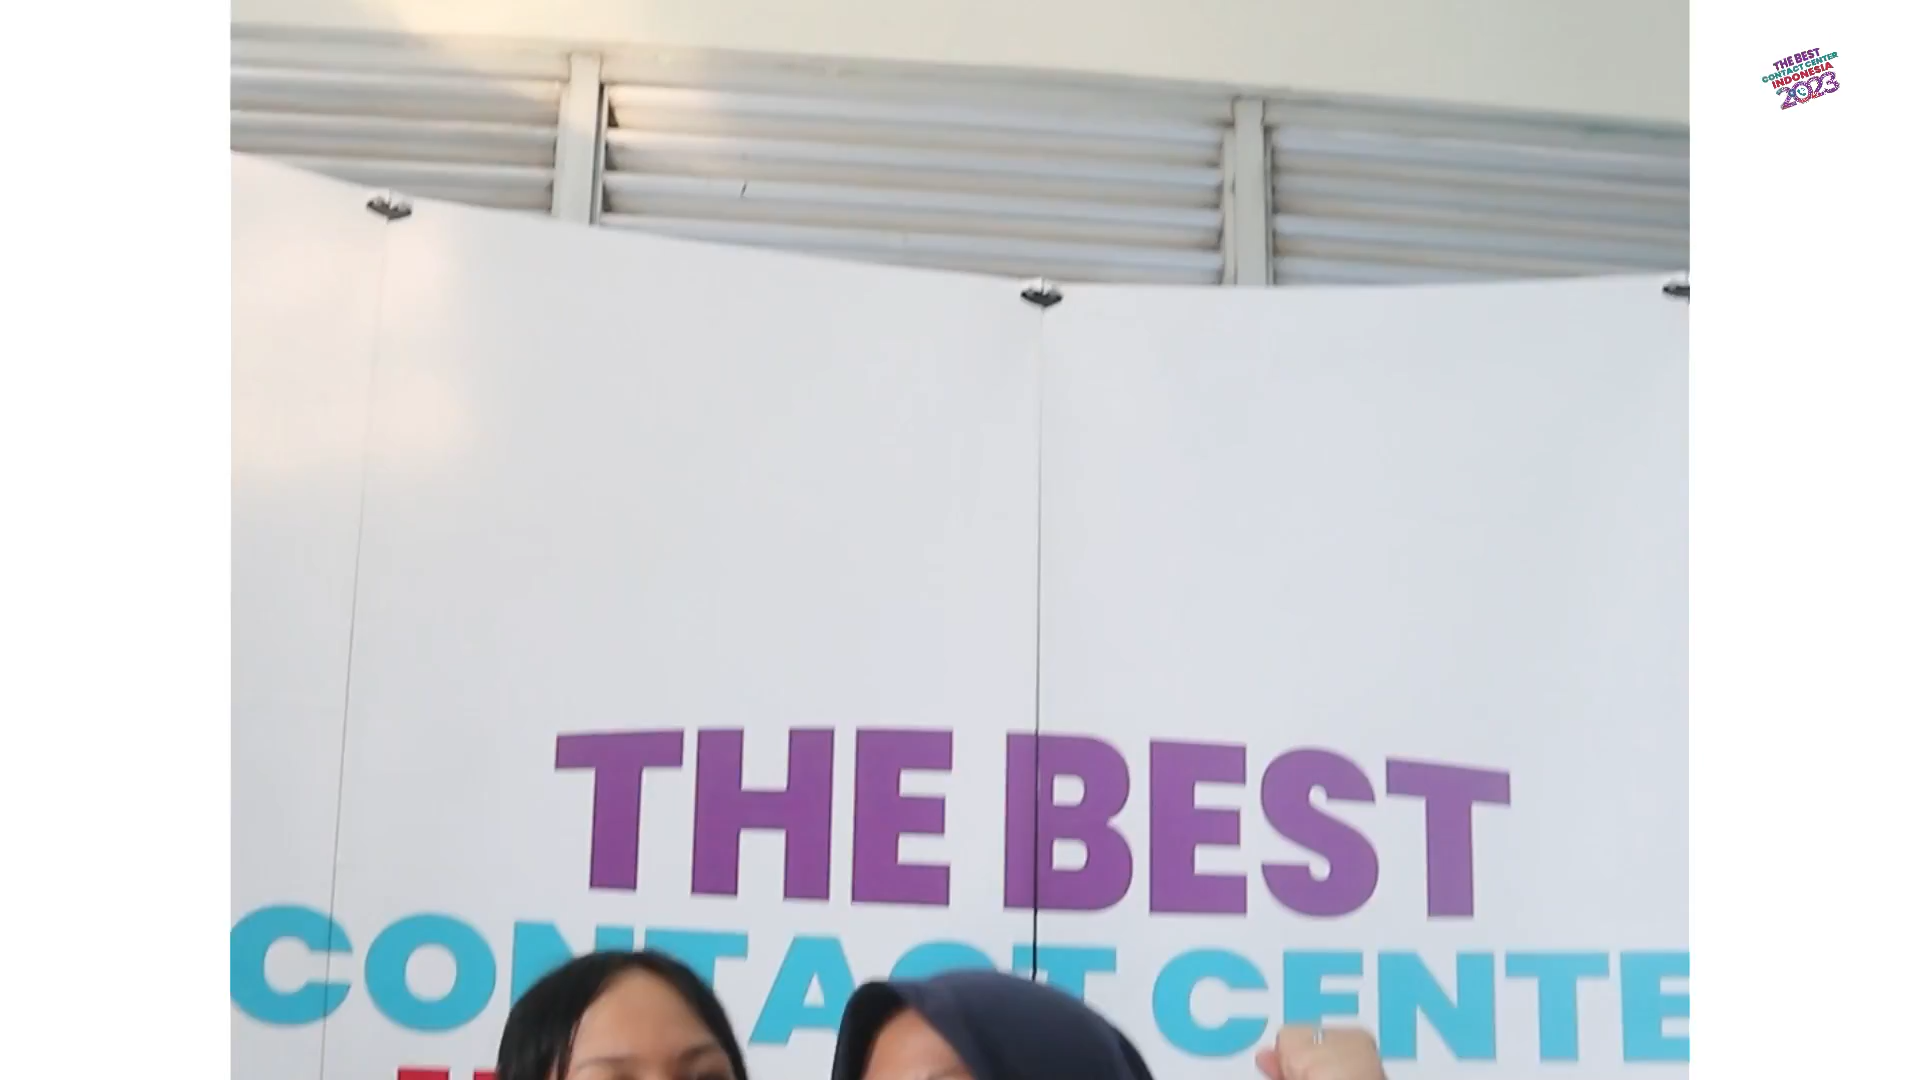 THE BEST
CONTACT CENTER
INDONESIA
2023
THE BEST
CONTACT CENTE